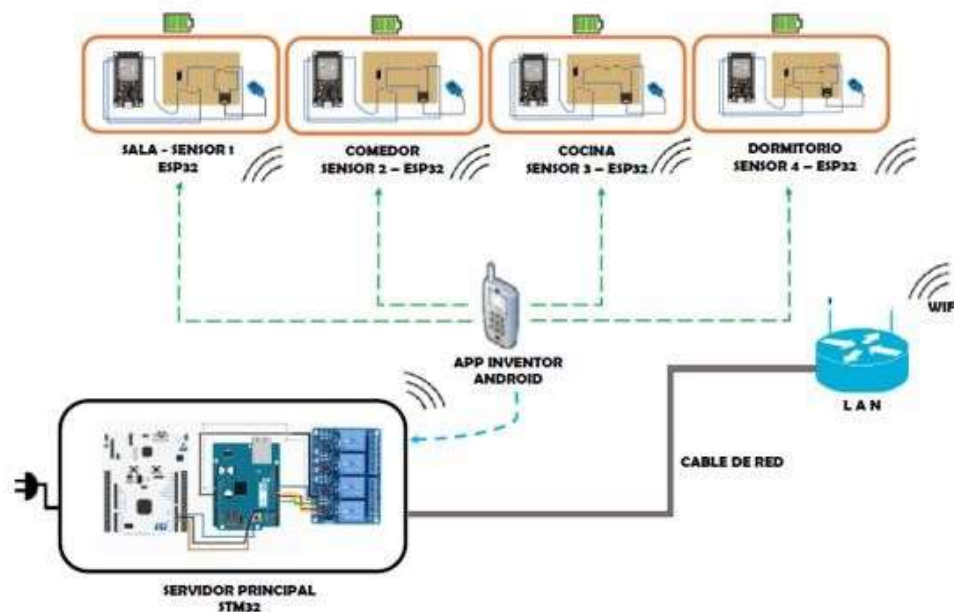 SALA - SENSOR 1
ESP32
COMEDOR
SENSOR 2 – ESP32
COCINA
SENSOR 3 – ESP32
DORMITORIO
SENSOR 4 – ESP32
WIFI
APP INVENTOR
ANDROID
L A N
CABLE DE RED
SERVIDOR PRINCIPAL
STM32